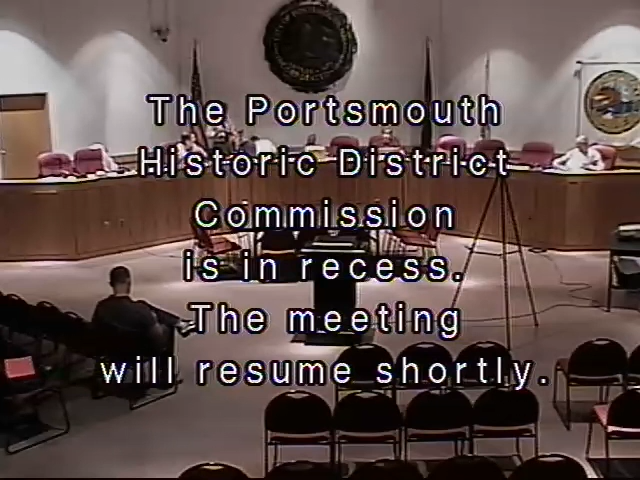 The Portsmouth
Historic District
Commission
is in recess.
The meeting
will resume shortly.